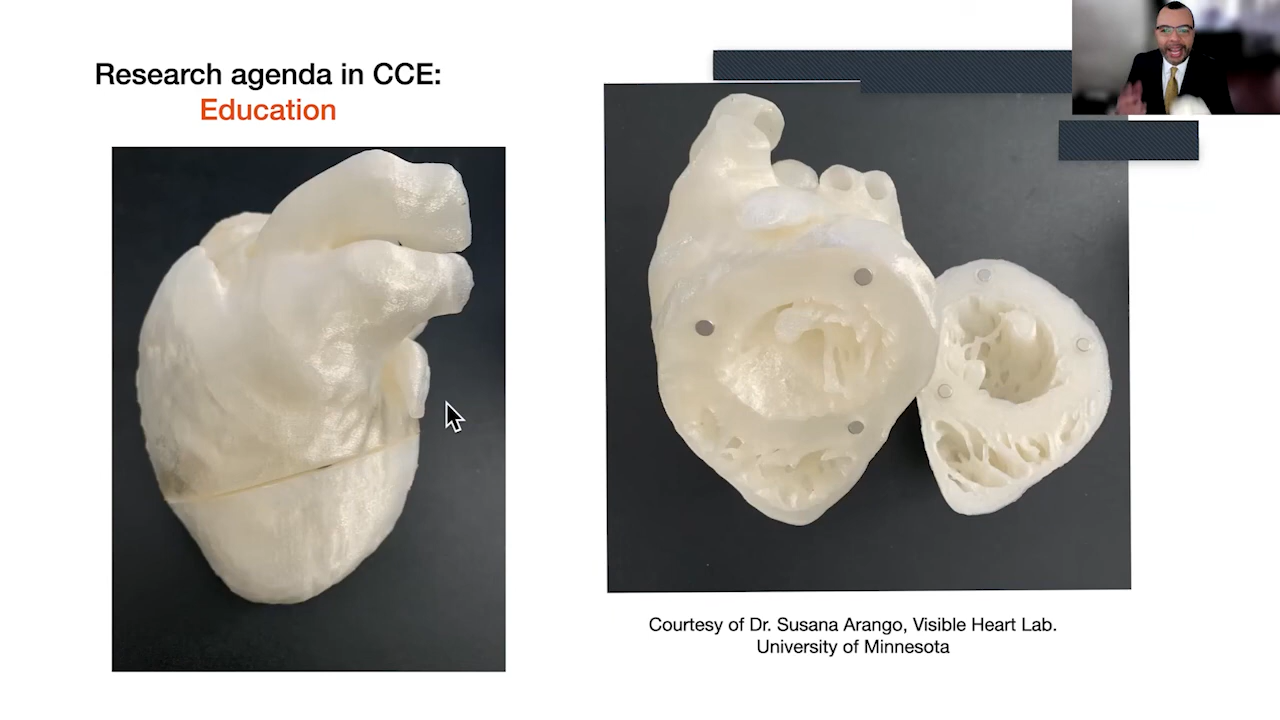 Research agenda in CCE:
Education
Courtesy of Dr. Susana Arango, Visible Heart Lab.
University of Minnesota